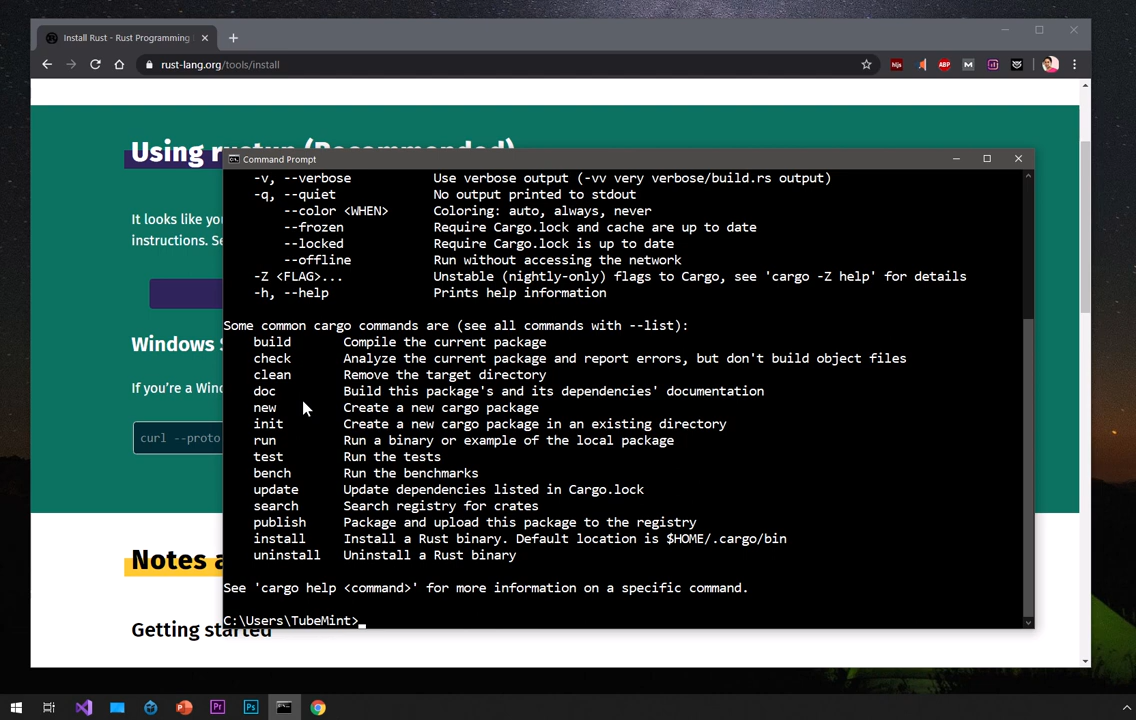 Install Rust - Rust Programming
rust-lang.org/tools/install
hljs
ABP
M
Using rustup (Recommended)
It looks like you
instructions. Se
Windows S
If you're a Wind
curl --proto
Notes a
Getting started
Command Prompt
-v, --verbose Use verbose output (-vv very verbose/build.rs output)
-q, --quiet No output printed to stdout
--color <WHEN> Coloring: auto, always, never
--frozen Require Cargo.lock and cache are up to date
--locked Require Cargo.lock is up to date
--offline Run without accessing the network
-Z <FLAG>... Unstable (nightly-only) flags to Cargo, see 'cargo -Z help' for details
-h, --help Prints help information
Some common cargo commands are (see all commands with --list):
build Compile the current package
check Analyze the current package and report errors, but don't build object files
clean Remove the target directory
doc Build this package's and its dependencies' documentation
new Create a new cargo package
init Create a new cargo package in an existing directory
run Run a binary or example of the local package
test Run the tests
bench Run the benchmarks
update Update dependencies listed in Cargo.lock
search Search registry for crates
publish Package and upload this package to the registry
install Install a Rust binary. Default location is $HOME/.cargo/bin
uninstall Uninstall a Rust binary
See 'cargo help <command>' for more information on a specific command.
C:\Users\TubeMint>
Pr
Ps